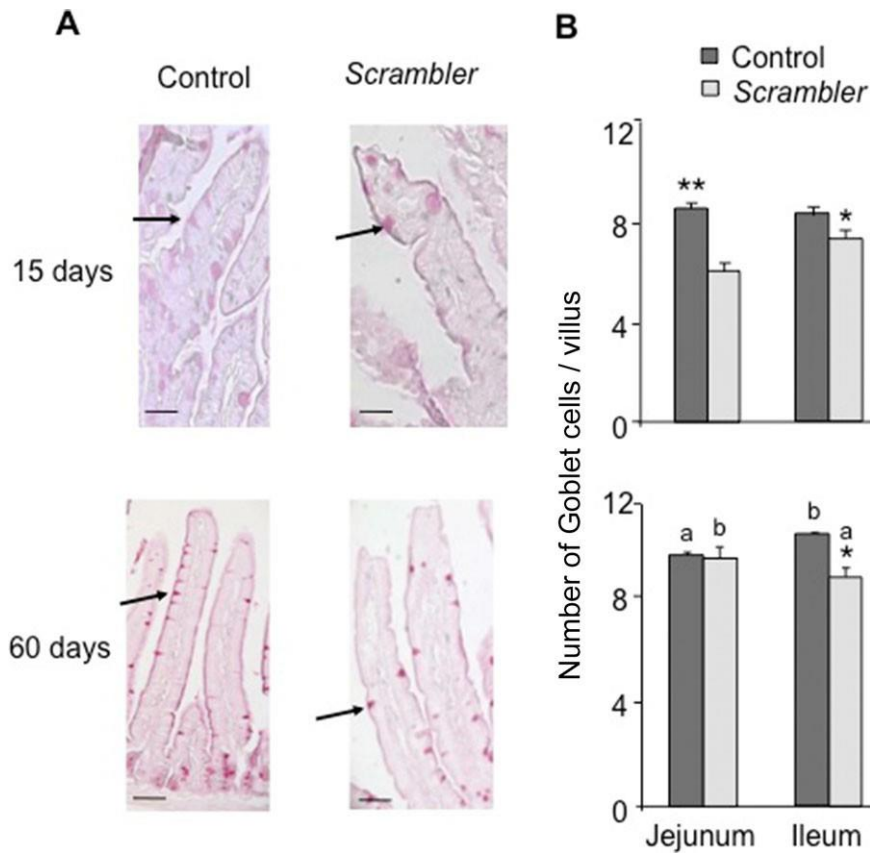 A
Control
Scrambler
15 days
60 days
B
Control
Scrambler
Number of Goblet cells / villus
12
8
4
0
**
*
12
8
4
0
a
b
b
a
*
Jejunum
Ileum